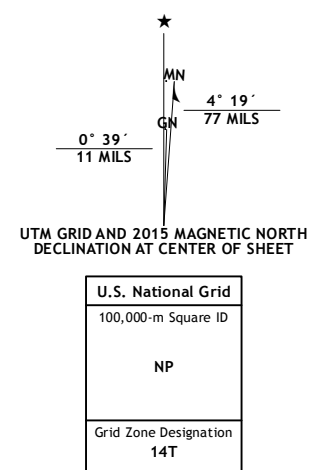 ★
MN
4° 19´
77 MILS
GN
0° 39´
11 MILS
UTM GRID AND 2015 MAGNETIC NORTH
DECLINATION AT CENTER OF SHEET
U.S. National Grid
100,000-m Square ID
NP
Grid Zone Designation
14T